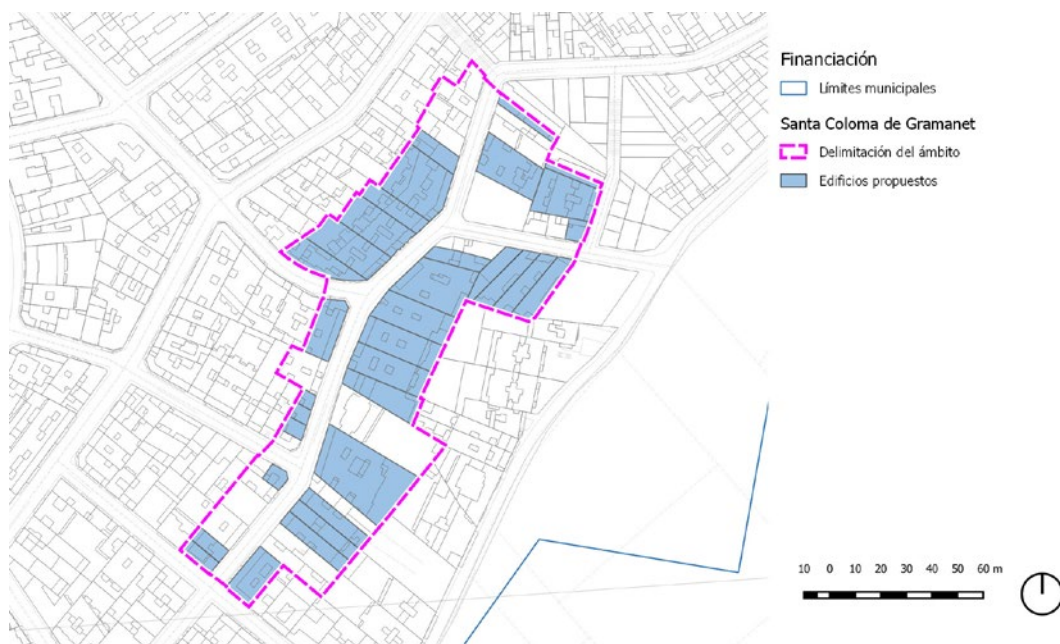 Financiación
Límites municipales
Santa Coloma de Gramanet
Delimitación del ámbito
Edificios propuestos
10 0 10 20 30 40 50 60 m